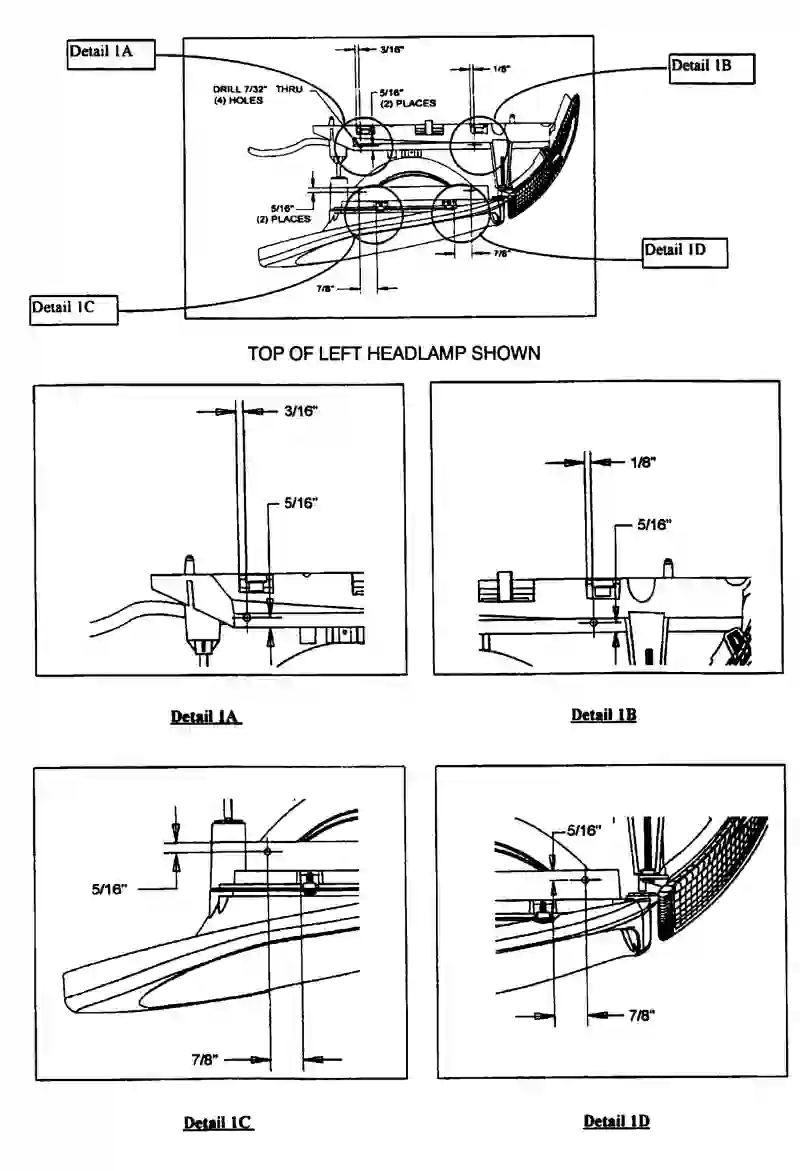 Detail 1A
3/16"
1/8"
Detail 1B
DRILL 7/32" THRU
(4) HOLES
5/16"
(2) PLACES
5/16"
(2) PLACES
7/8"
Detail 1D
7/8"
Detail 1C
TOP OF LEFT HEADLAMP SHOWN
3/16"
5/16"
1/8"
5/16"
Detail 1A
Detail 1B
5/16"
7/8"
5/16"
7/8"
Detail 1C
Detail 1D